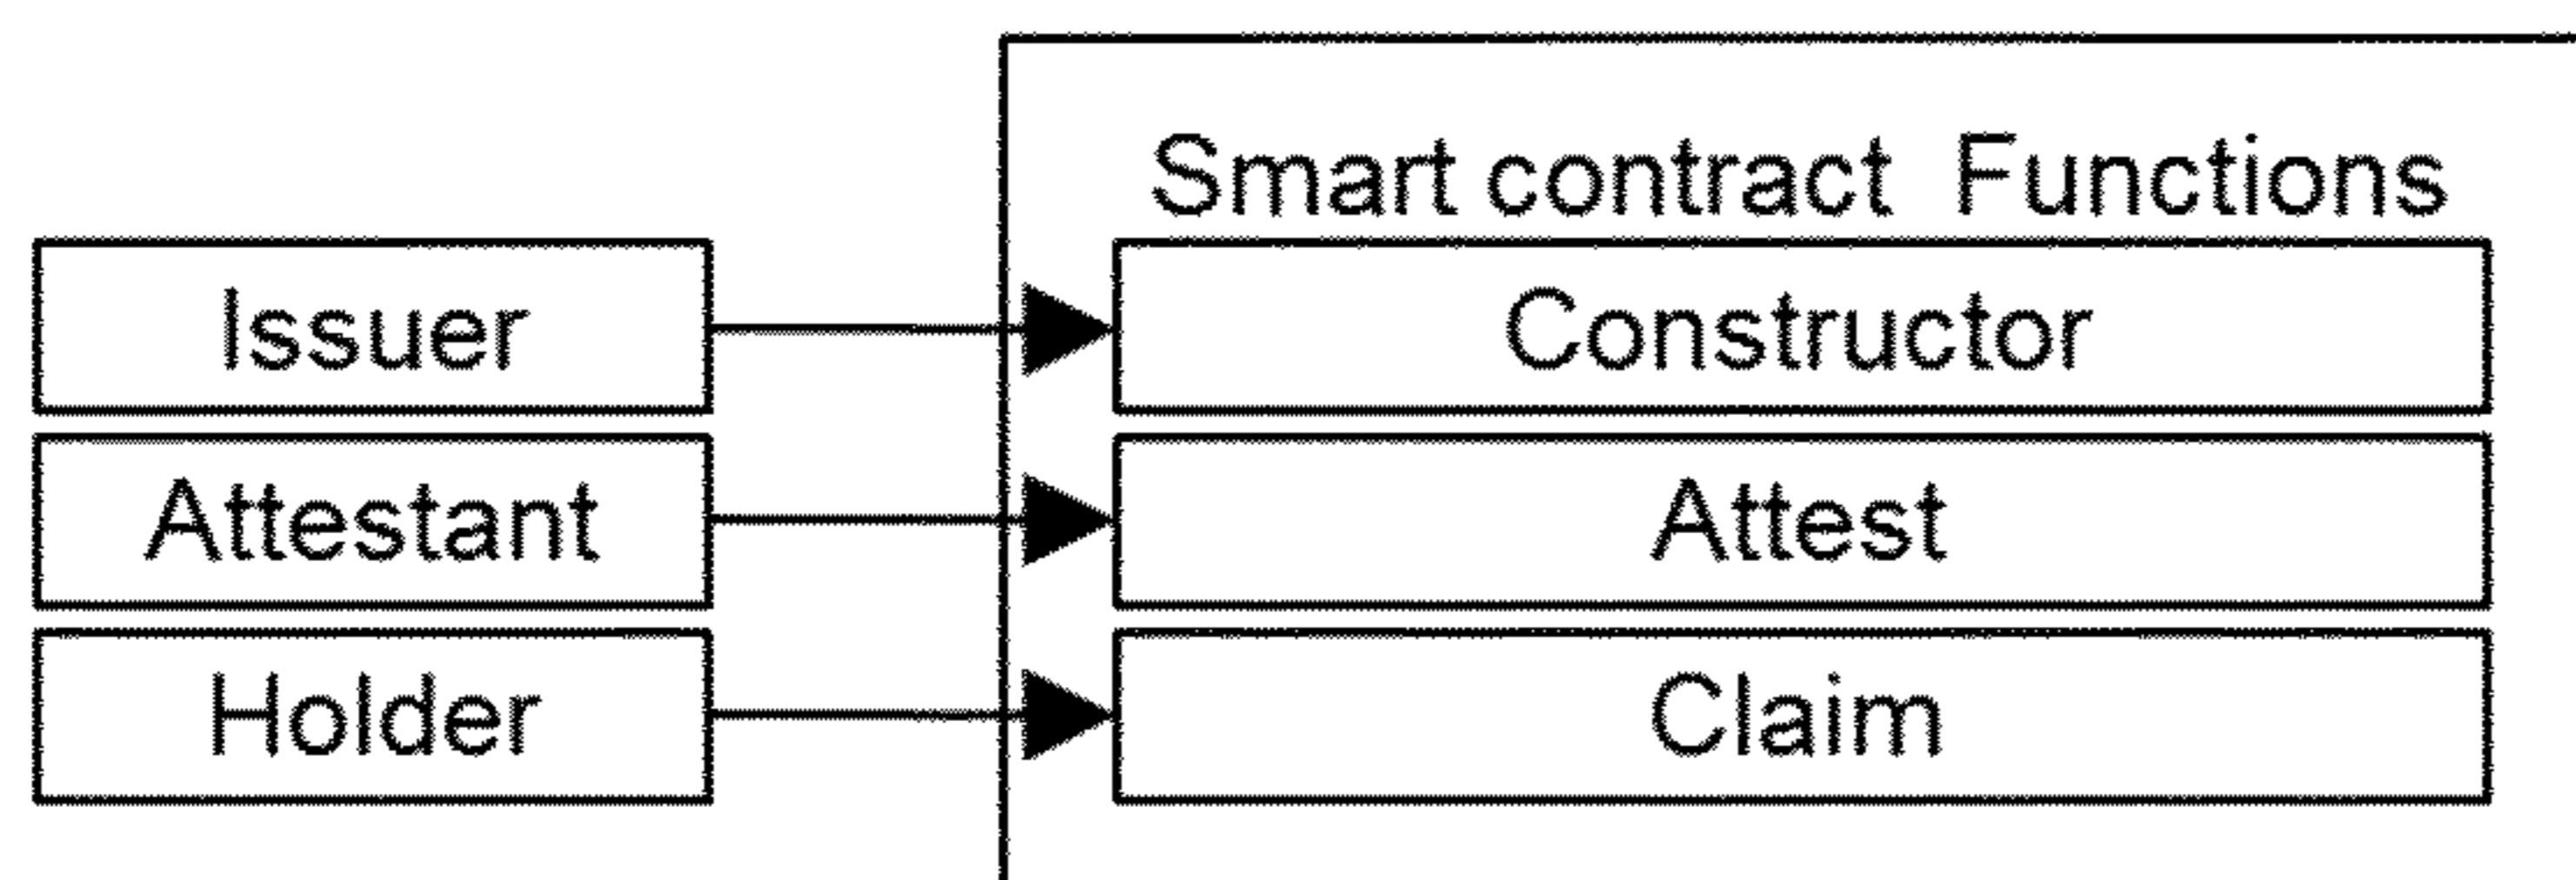 Smart contract Functions
Issuer
Constructor
Attestant
Attest
Holder
Claim